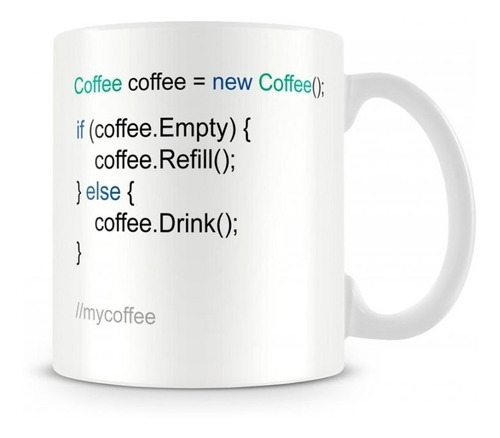 Coffee coffee = new Coffee();
if (coffee.Empty) {
coffee.Refill();
} else {
coffee.Drink();
}
//mycoffee